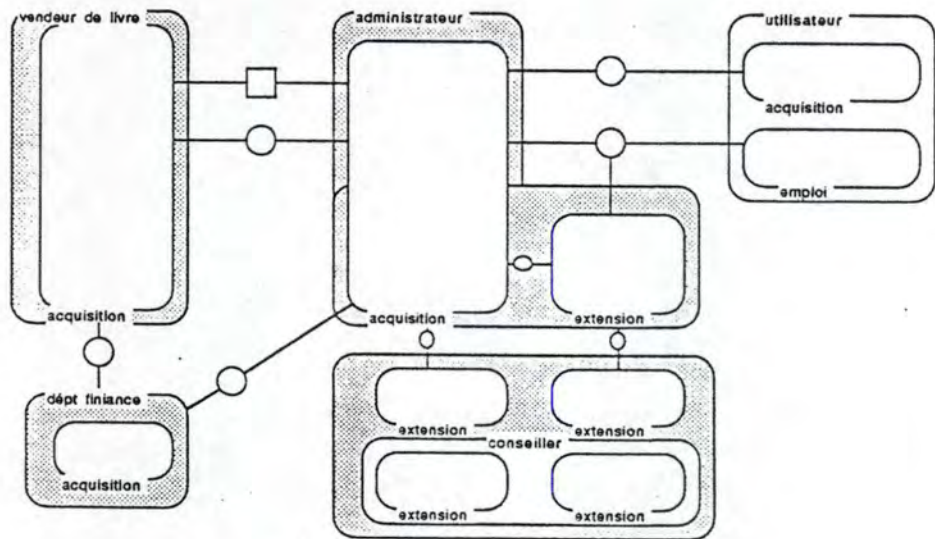 vendeur de livre
administrateur
utilisateur
acquisition
emploi
acquisition
acquisition
extension
dépt finiance
acquisition
extension
extension
conseiller
extension
extension